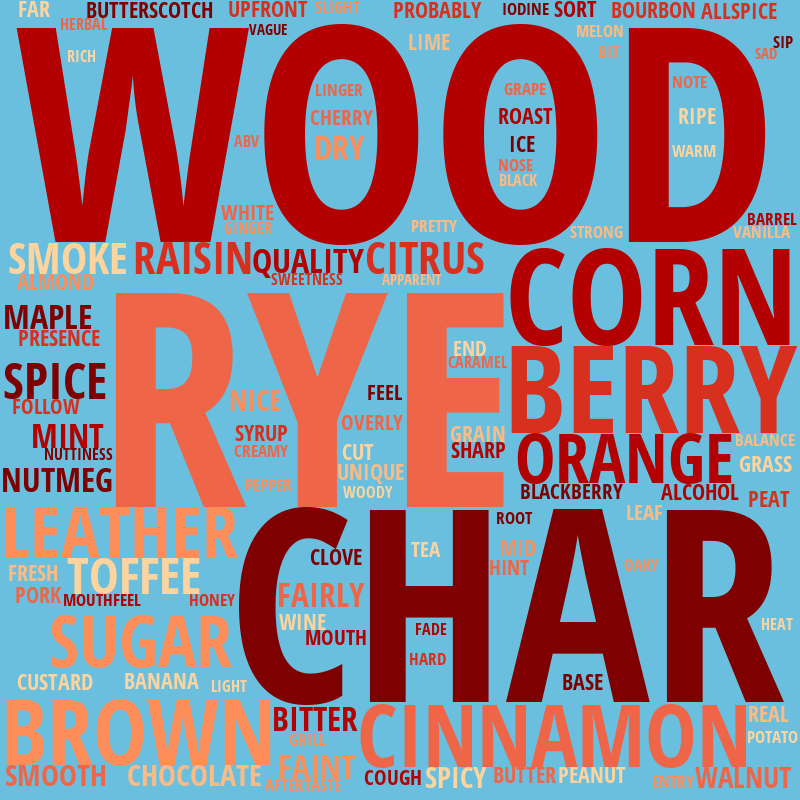 FAR
BUTTERSCOTCH
UPFRONT
SLIGHT
PROBABLY
IODINE
SORT
BOURBON
ALLSPICE
HERBAL
VAGUE
RICH
LIME
MELON
BIT
SIP
SAD
WOOD
LINGER
CHERRY
DRY
ABV
GRAPE
ROAST
ICE
NOSE
BLACK
NOTE
RIPE
WARM
WHITE
GINGER
PRETTY
STRONG
BARREL
VANILLA
SMOKE
RAISIN
QUALITY
CITRUS
ALMOND
SWEETNESS
APPARENT
CORN
MAPLE
PRESENCE
RYE
END
CARAMEL
BERRY
SPICE
FOLLOW
NICE
FEEL
OVERLY
MINT
NUTTINESS
SYRUP
CREAMY
GRAIN
SHARP
CUT
UNIQUE
WOODY
PEPPER
NUTMEG
ORANGE
BALANCE
GRASS
BLACKBERRY
ALCOHOL
PEAT
LEATHER
ROOT
LEAF
CHAR
CLOVE
TEA
MID
HINT
OAKY
FRESH
TOFFEE
PORK
MOUTHFEEL
HONEY
FAIRLY
WINE
MOUTH
FADE
HARD
HEAT
SUGAR
CUSTARD
BANANA
LIGHT
BASE
BROWN
BITTER
GRILL
CINNAMON
REAL
POTATO
SMOOTH
CHOCOLATE
FAINT
AFTERTASTE
COUGH
SPICY
BUTTER
PEANUT
ENTRY
WALNUT